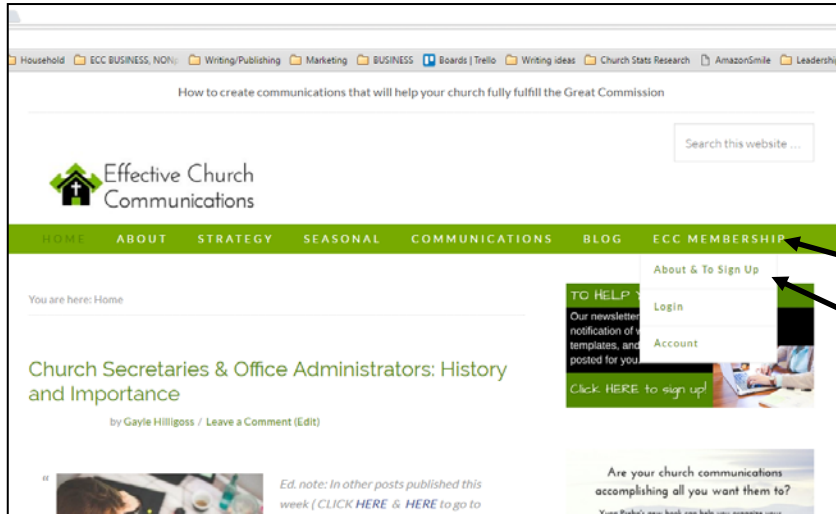 Household ECC BUSINESS, NON Writing/Publishing Marketing BUSINESS Boards | Trello Writing ideas Church Stats Research AmazonSmile Leadership
How to create communications that will help your church fully fulfill the Great Commission
Search this website ...
Effective Church
Communications
HOME ABOUT STRATEGY SEASONAL COMMUNICATIONS BLOG ECC MEMBERSHIP
About & To Sign Up
Login
Account
You are here: Home
TO HELP
Our newsletter
notification of
templates, and
posted for you.
Click HERE to sign up!
Church Secretaries & Office Administrators: History
and Importance
by Gayle Hilligoss / Leave a Comment (Edit)
“
Ed. note: In other posts published this
week ( CLICK HERE & HERE to go to
Are your church communications
accomplishing all you want them to?